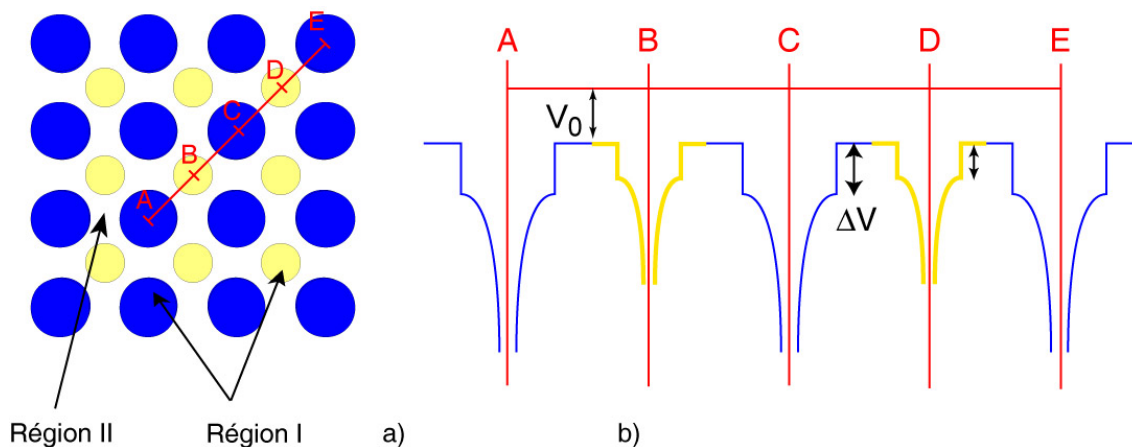 E
D
C
B
A
Région II
Région I
a)
A B C D E
V₀
ΔV
b)